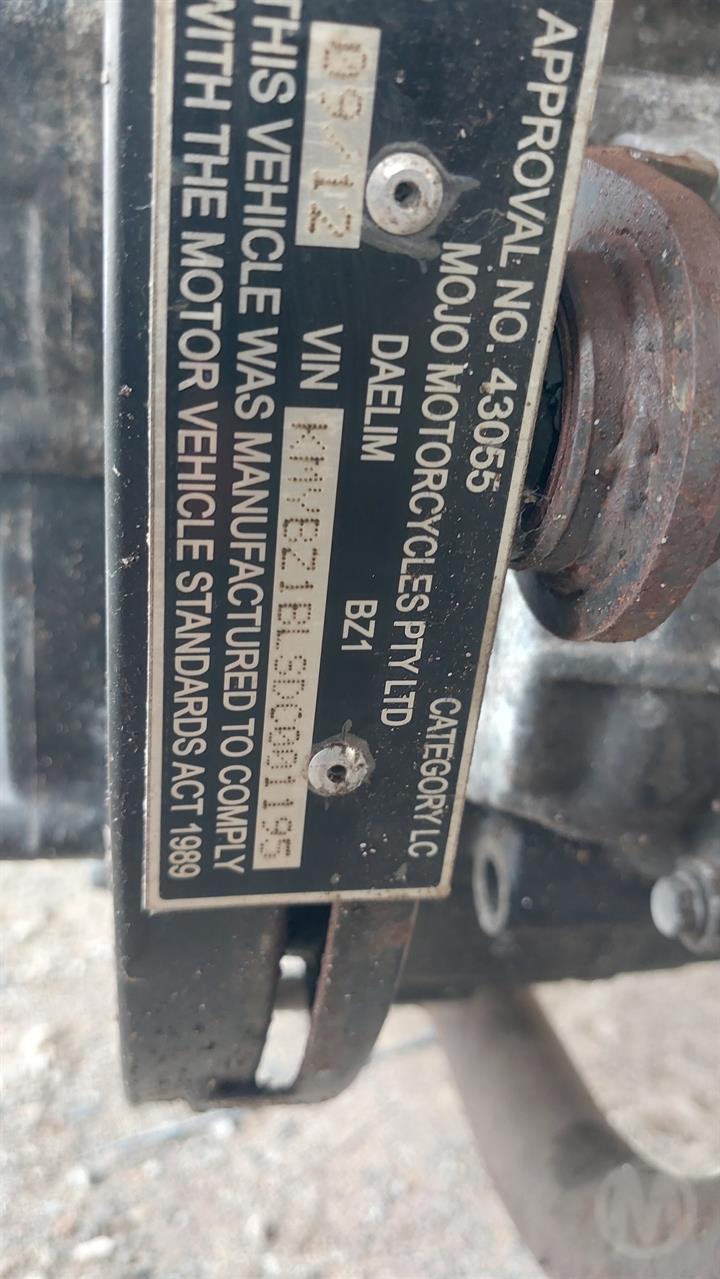 APPROVAL NO. 43055 CATEGORY LC
MOJO MOTORCYCLES PTY LTD
DAELIM BZ1
09/12 VIN KMVBZ1BLSDC001195
THIS VEHICLE WAS MANUFACTURED TO COMPLY
WITH THE MOTOR VEHICLE STANDARDS ACT 1989
M